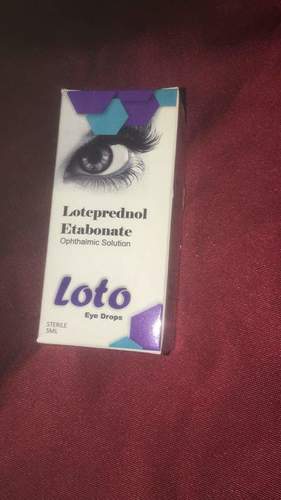 Loteprednol
Etabonate
Ophthalmic Solution
Loto
Eye Drops
STERILE
5ML